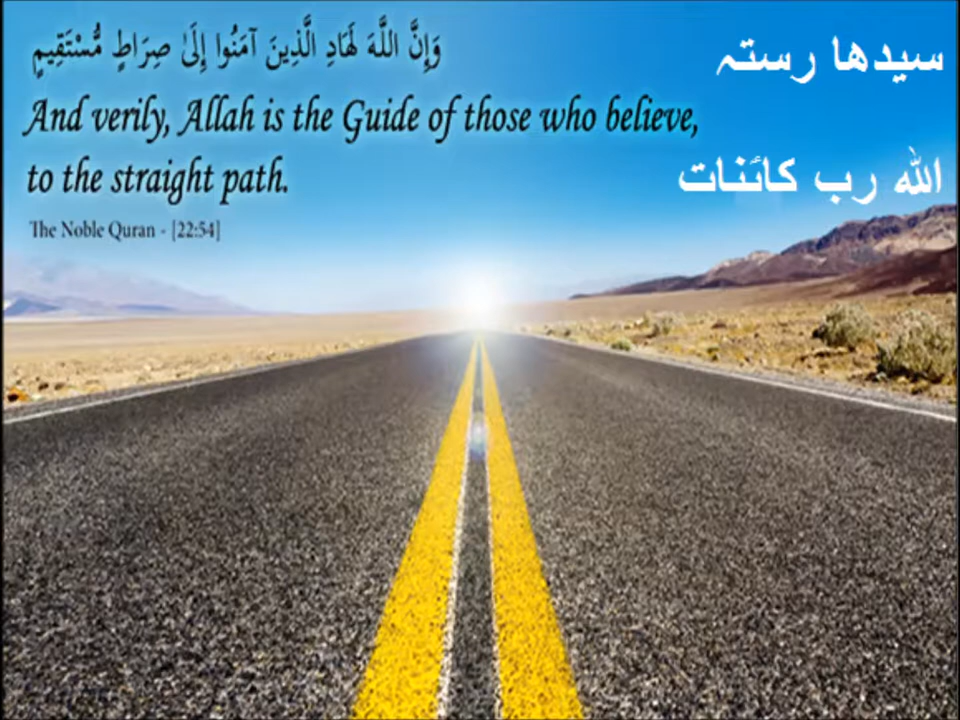 وَإِنَّ اللَّهَ لَهَادِ الَّذِينَ آمَنُوا إِلَىٰ صِرَاطٍ مُّسْتَقِيمٍ
And verily, Allah is the Guide of those who believe,
to the straight path.
The Noble Quran - [22:54]
سیدھا رستہ
الله رب کائنات